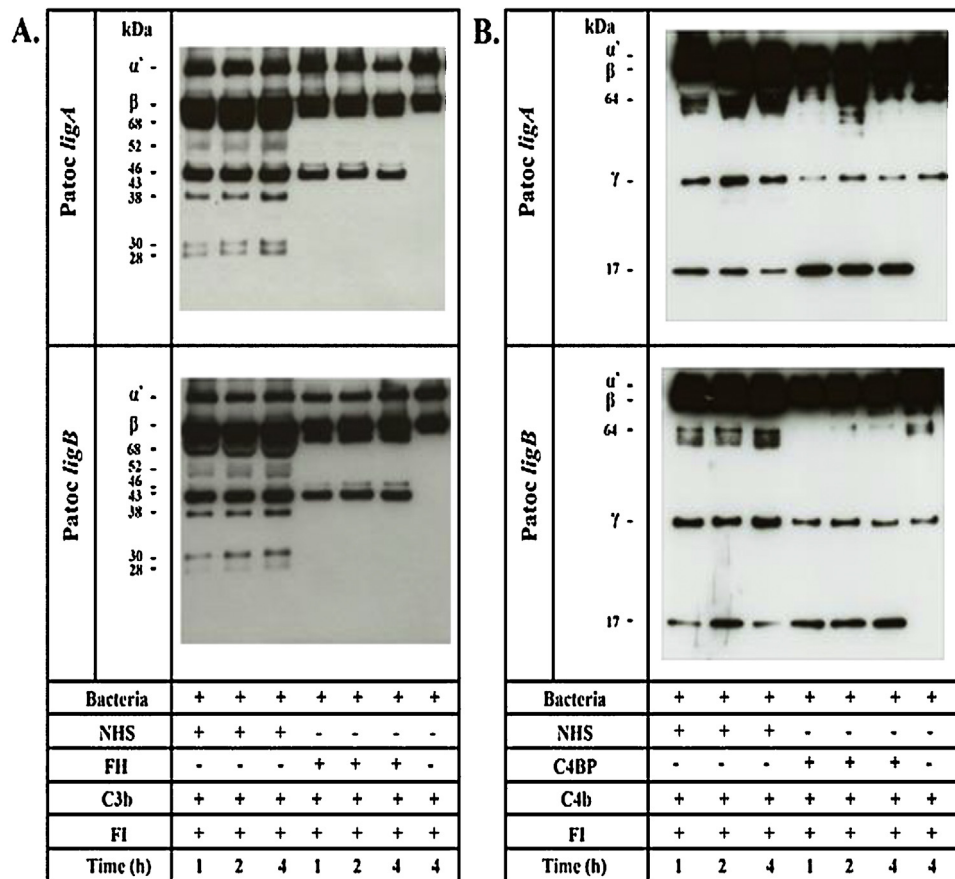 A.
kDa
Patoc ligA
α' -
β -
68 -
52 -
46 -
43 -
38 -
30 -
28 -
Patoc ligB
α' -
β -
68 -
52 -
46 -
43 -
38 -
30 -
28 -
Bacteria + + + + + + +
NHS + + + - - - -
FH - - - + + + -
C3b + + + + + + +
FI + + + + + + +
Time (h) 1 2 4 1 2 4 4
B.
kDa
Patoc ligA
α' -
β -
64 -
γ -
17 -
Patoc ligB
α' -
β -
64 -
γ -
17 -
Bacteria + + + + + + +
NHS + + + - - - -
C4BP - - - + + + -
C4b + + + + + + +
FI + + + + + + +
Time (h) 1 2 4 1 2 4 4